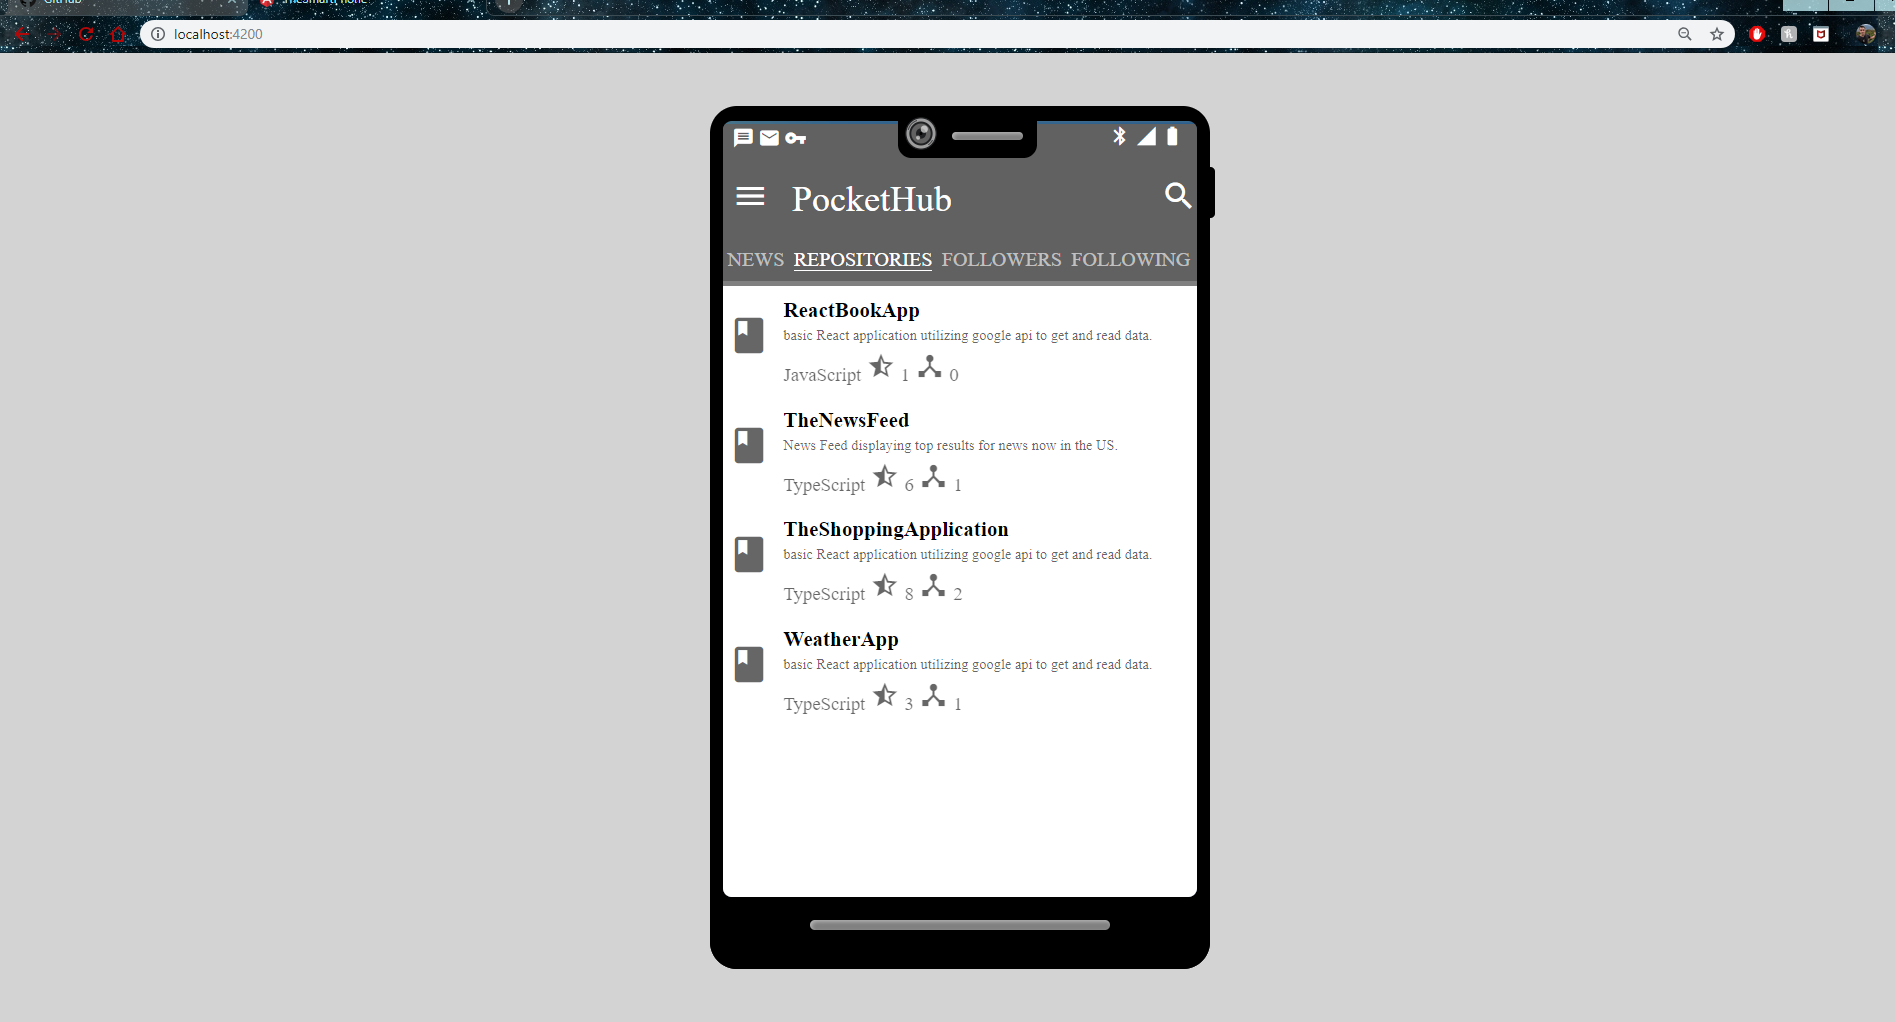 GitHub
localhost:4200
PocketHub
NEWS REPOSITORIES FOLLOWERS FOLLOWING
ReactBookApp
basic React application utilizing google api to get and read data.
JavaScript 1 0
TheNewsFeed
News Feed displaying top results for news now in the US.
TypeScript 6 1
TheShoppingApplication
basic React application utilizing google api to get and read data.
TypeScript 8 2
WeatherApp
basic React application utilizing google api to get and read data.
TypeScript 3 1